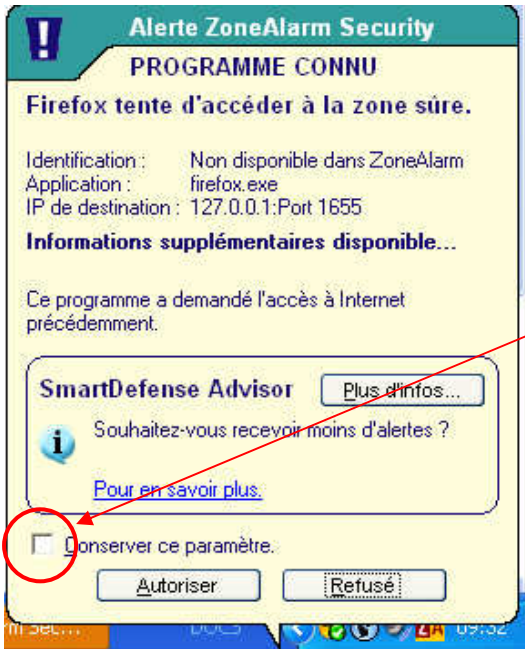 Alerte ZoneAlarm Security
PROGRAMME CONNU
Firefox tente d'accéder à la zone sûre.
Identification : Non disponible dans ZoneAlarm
Application : firefox.exe
IP de destination : 127.0.0.1:Port 1655
Informations supplémentaires disponible...
Ce programme a demandé l'accès à Internet
précédemment.
SmartDefense Advisor Plus d'infos...
Souhaitez-vous recevoir moins d'alertes ?
Pour en savoir plus.
Conserver ce paramètre.
Autoriser Refusé
ZA 09:32